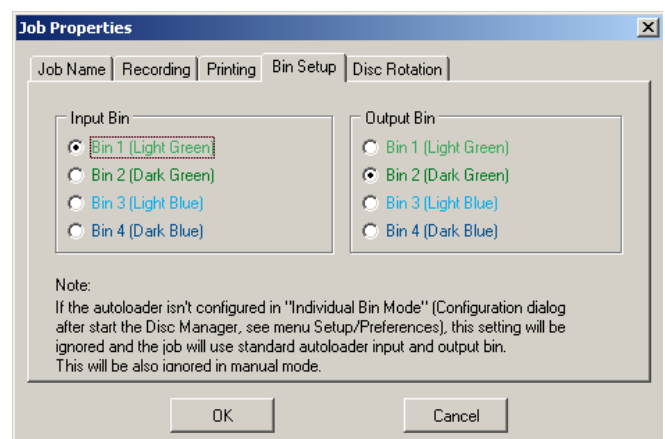 Job Properties
Job Name Recording Printing Bin Setup Disc Rotation
Input Bin
Bin 1 (Light Green)
Bin 2 (Dark Green)
Bin 3 (Light Blue)
Bin 4 (Dark Blue)
Output Bin
Bin 1 (Light Green)
Bin 2 (Dark Green)
Bin 3 (Light Blue)
Bin 4 (Dark Blue)
Note:
If the autoloader isn't configured in "Individual Bin Mode" (Configuration dialog
after start the Disc Manager, see menu Setup/Preferences), this setting will be
ignored and the job will use standard autoloader input and output bin.
This will be also ignored in manual mode.
OK Cancel